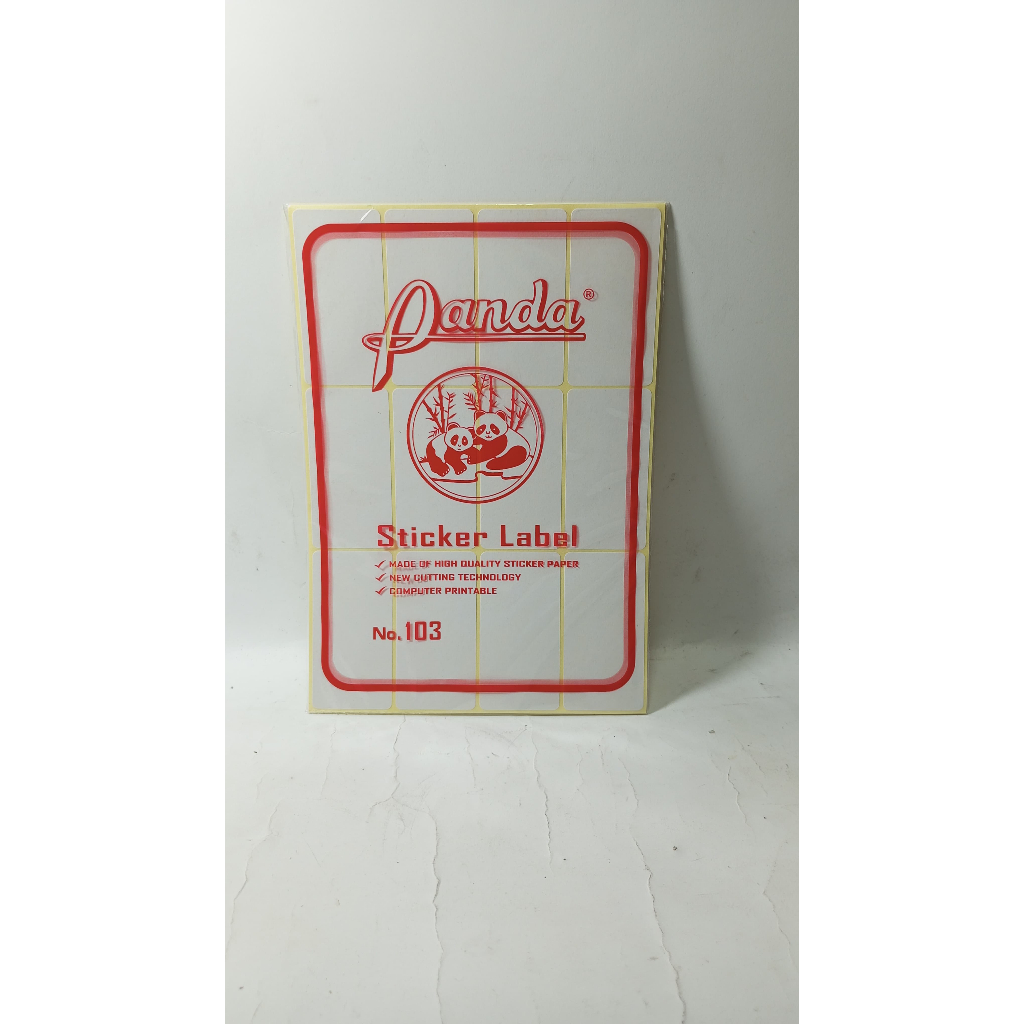 Panda®
Sticker Label
✓ MADE OF HIGH QUALITY STICKER PAPER
✓ NEW CUTTING TECHNOLOGY
✓ COMPUTER PRINTABLE
No. 103